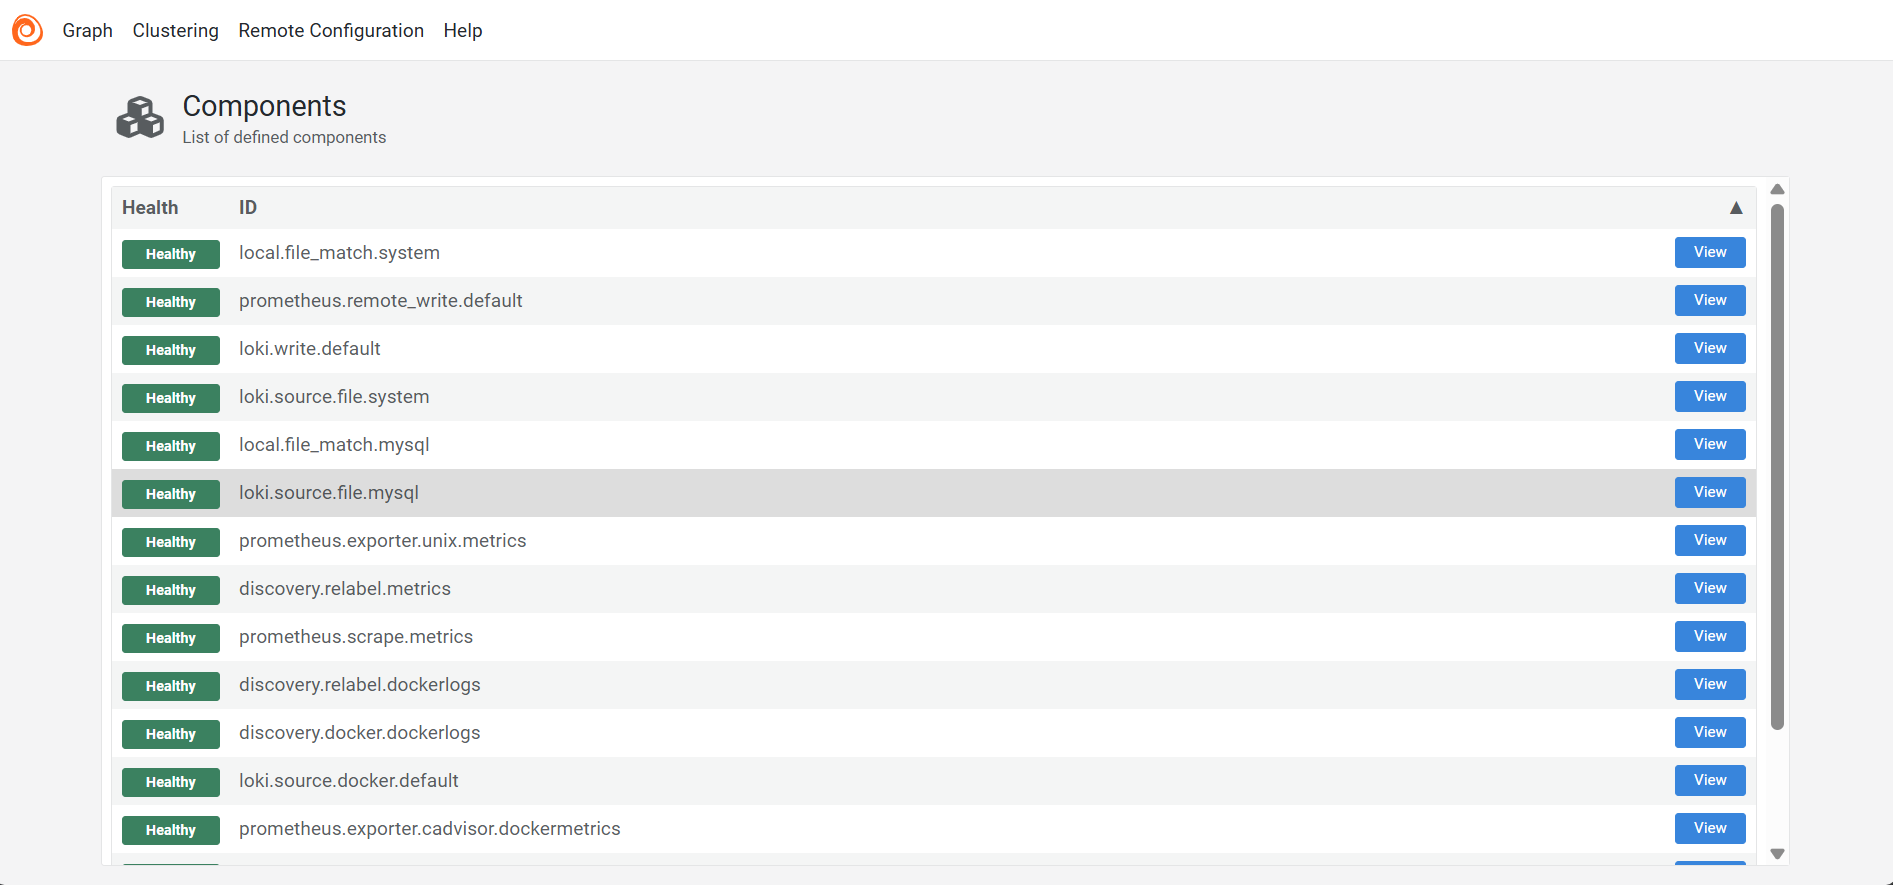 Graph Clustering Remote Configuration Help
Components
List of defined components
Health ID ▲
Healthy local.file_match.system View
Healthy prometheus.remote_write.default View
Healthy loki.write.default View
Healthy loki.source.file.system View
Healthy local.file_match.mysql View
Healthy loki.source.file.mysql View
Healthy prometheus.exporter.unix.metrics View
Healthy discovery.relabel.metrics View
Healthy prometheus.scrape.metrics View
Healthy discovery.relabel.dockerlogs View
Healthy discovery.docker.dockerlogs View
Healthy loki.source.docker.default View
Healthy prometheus.exporter.cadvisor.dockermetrics View